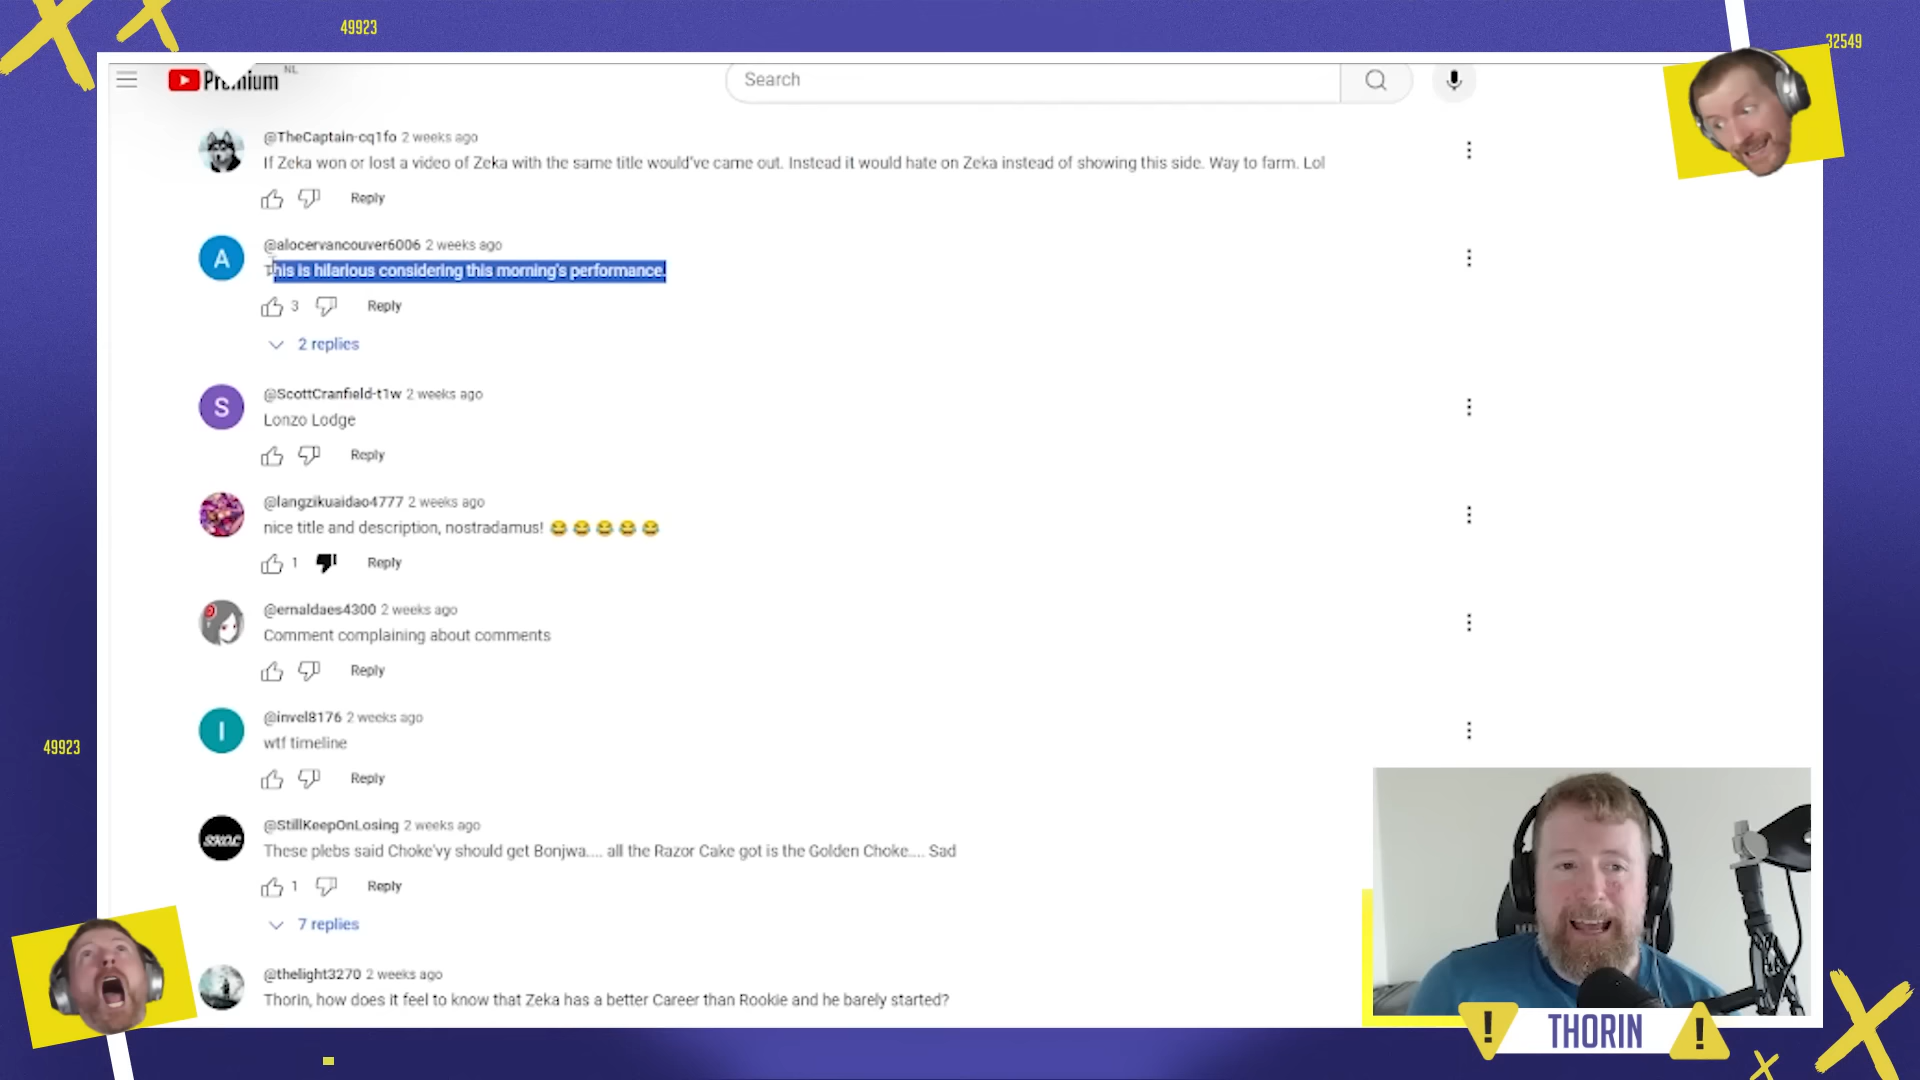 49923
32549
Premium NL
Search
@TheCaptain-cq1fo 2 weeks ago
If Zeka won or lost a video of Zeka with the same title would've came out. Instead it would hate on Zeka instead of showing this side. Way to farm. Lol
Reply
A
@alocervancouver6006 2 weeks ago
This is hilarious considering this morning's performance.
3 Reply
2 replies
S
@ScottCranfield-t1w 2 weeks ago
Lonzo Lodge
Reply
@langzikuaidao4777 2 weeks ago
nice title and description, nostradamus! 😂😂😂😂😂
1 Reply
@ernaldaes4300 2 weeks ago
Comment complaining about comments
Reply
49923
I
@invel8176 2 weeks ago
wtf timeline
Reply
SKOL
@StillKeepOnLosing 2 weeks ago
These plebs said Choke'vy should get Bonjwa.... all the Razor Cake got is the Golden Choke.... Sad
1 Reply
7 replies
@thelight3270 2 weeks ago
Thorin, how does it feel to know that Zeka has a better Career than Rookie and he barely started?
! THORIN !